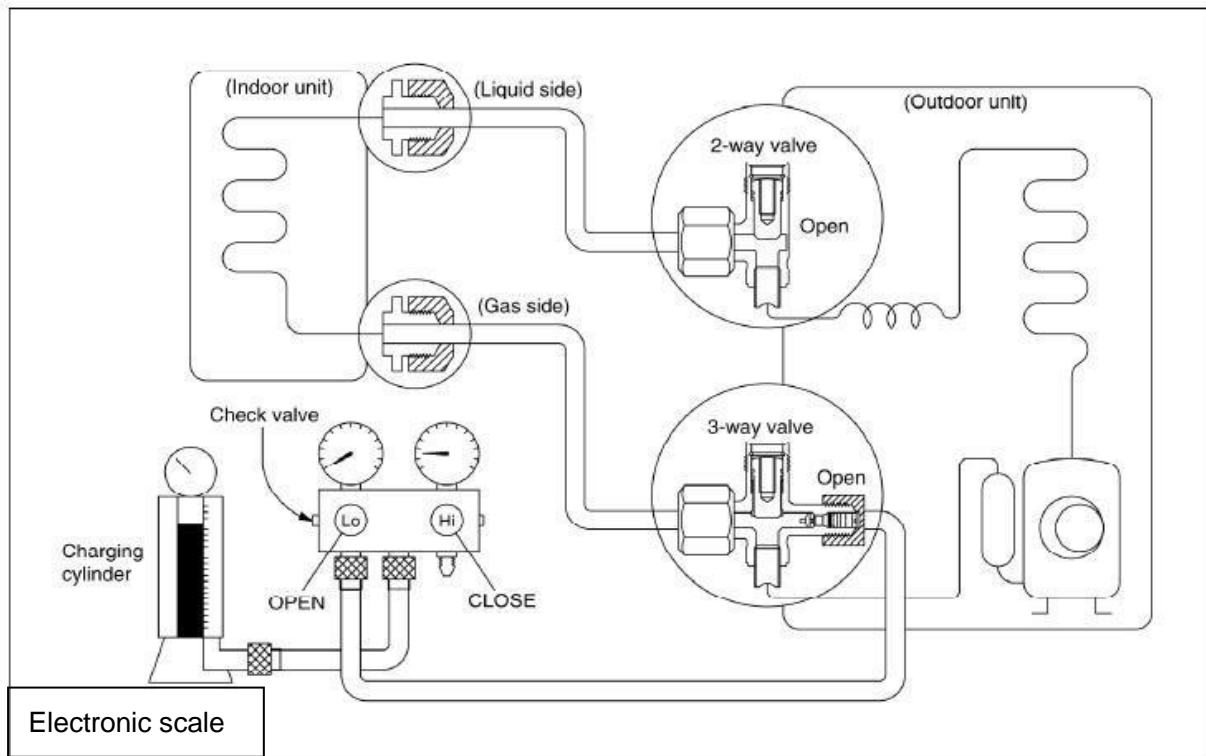 (Indoor unit)
(Liquid side)
(Outdoor unit)
2-way valve
Open
(Gas side)
Check valve
3-way valve
Open
Lo
Hi
Charging
cylinder
OPEN
CLOSE
Electronic scale